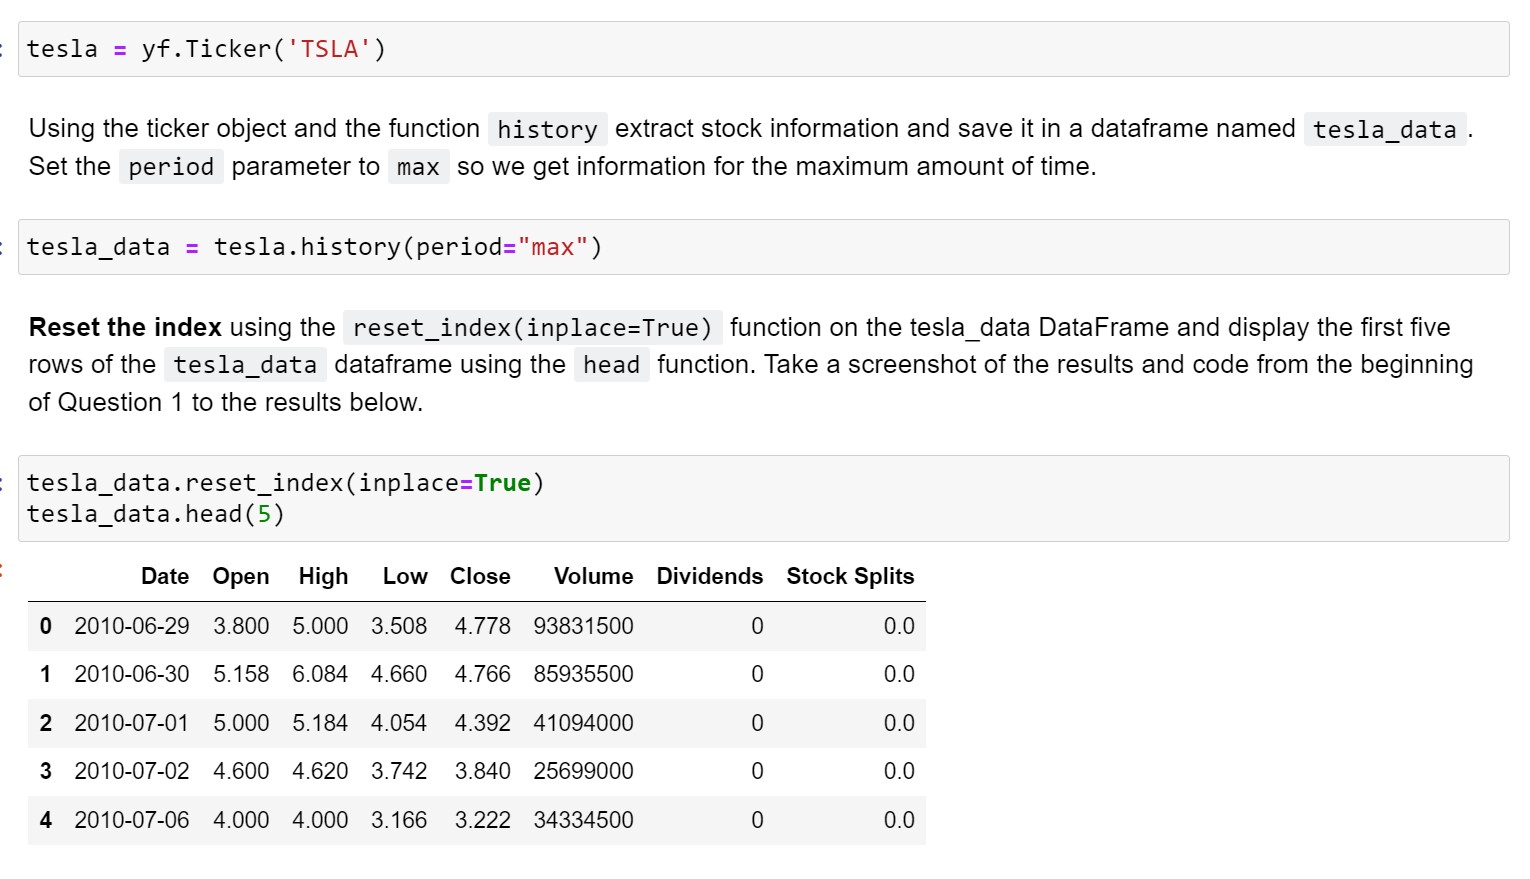 tesla = yf.Ticker('TSLA')
Using the ticker object and the function history extract stock information and save it in a dataframe named tesla_data .
Set the period parameter to max so we get information for the maximum amount of time.
tesla_data = tesla.history(period="max")
Reset the index using the reset_index(inplace=True) function on the tesla_data DataFrame and display the first five
rows of the tesla_data dataframe using the head function. Take a screenshot of the results and code from the beginning
of Question 1 to the results below.
tesla_data.reset_index(inplace=True)
tesla_data.head(5)
Date Open High Low Close Volume Dividends Stock Splits
0 2010-06-29 3.800 5.000 3.508 4.778 93831500 0 0.0
1 2010-06-30 5.158 6.084 4.660 4.766 85935500 0 0.0
2 2010-07-01 5.000 5.184 4.054 4.392 41094000 0 0.0
3 2010-07-02 4.600 4.620 3.742 3.840 25699000 0 0.0
4 2010-07-06 4.000 4.000 3.166 3.222 34334500 0 0.0